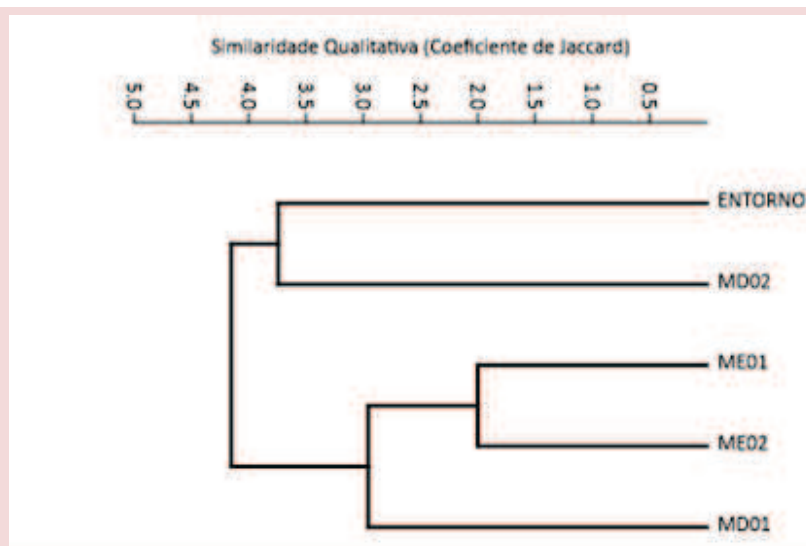 Similaridade Qualitativa (Coeficiente de Jaccard)
5.0 4.5 4.0 3.5 3.0 2.5 2.0 1.5 1.0 0.5
ENTORNO
MD02
ME01
ME02
MD01